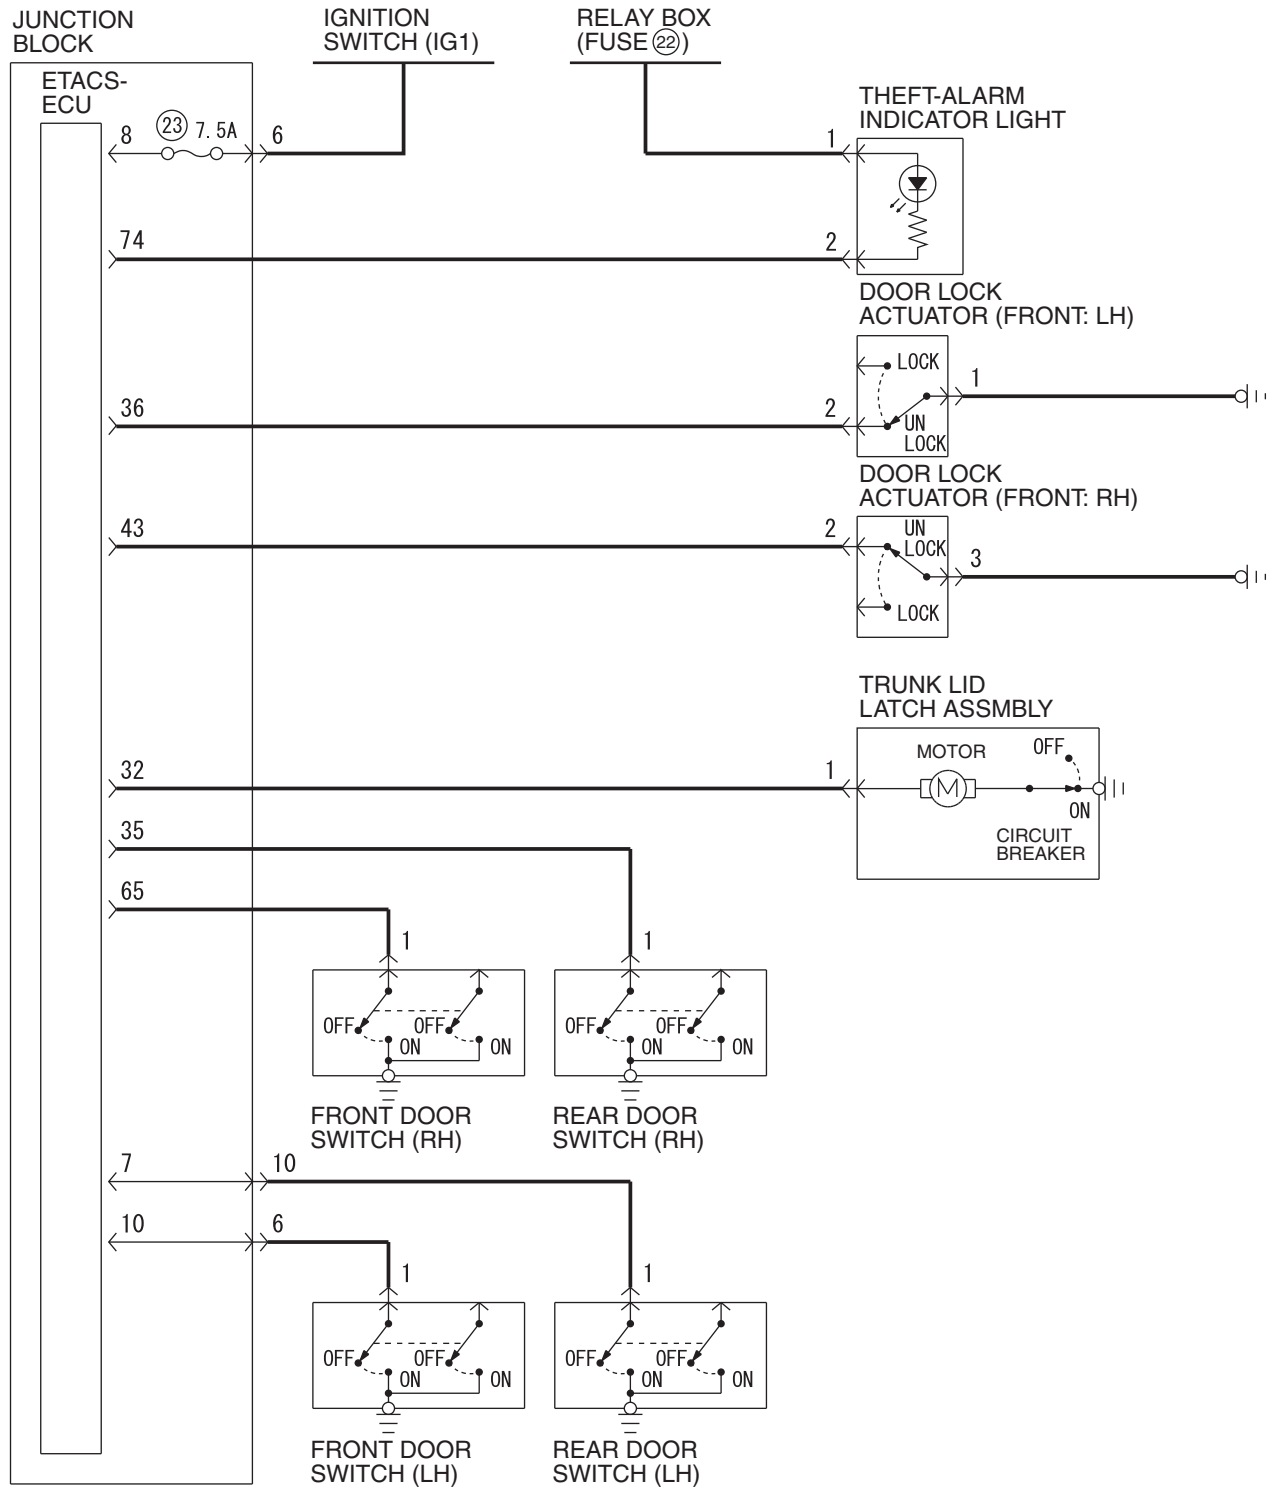 JUNCTION
BLOCK
IGNITION
SWITCH (IG1)
RELAY BOX
(FUSE 22)
ETACS-
ECU
8
23
7.5A
6
THEFT-ALARM
INDICATOR LIGHT
1
74
2
DOOR LOCK
ACTUATOR (FRONT: LH)
LOCK
1
36
2
UN
LOCK
DOOR LOCK
ACTUATOR (FRONT: RH)
43
2
UN
LOCK
3
LOCK
TRUNK LID
LATCH ASSMBLY
MOTOR
OFF
32
1
M
ON
CIRCUIT
BREAKER
35
65
1
1
OFF
OFF
ON
ON
OFF
OFF
ON
ON
FRONT DOOR
SWITCH (RH)
REAR DOOR
SWITCH (RH)
7
10
10
6
1
1
OFF
OFF
ON
ON
OFF
OFF
ON
ON
FRONT DOOR
SWITCH (LH)
REAR DOOR
SWITCH (LH)